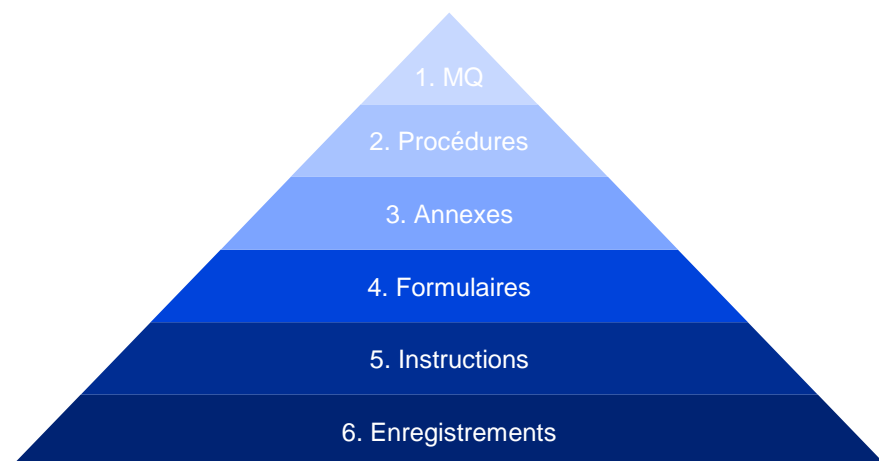 1. MQ
2. Procédures
3. Annexes
4. Formulaires
5. Instructions
6. Enregistrements